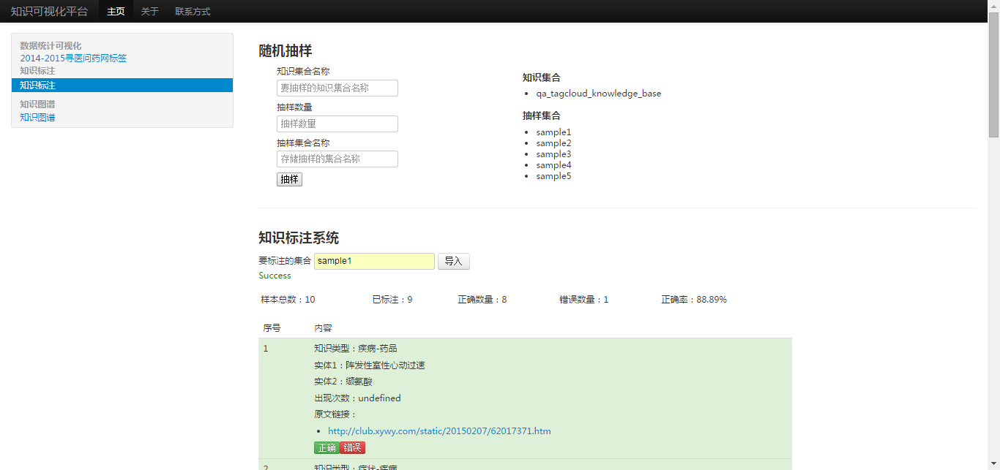 知识可视化平台 主页 关于 联系方式
数据统计可视化
2014-2015寻医问药网标签
知识标注
知识标注
知识图谱
知识图谱
随机抽样
知识集合名称
要抽样的知识集合名称
抽样数量
抽样数量
抽样集合名称
存储抽样的集合名称
抽样
知识集合
qa_tagcloud_knowledge_base
抽样集合
sample1
sample2
sample3
sample4
sample5
知识标注系统
要标注的集合 sample1 导入
Success
样本总数：10 已标注：9 正确数量：8 错误数量：1 正确率：88.89%
序号 内容
1 知识类型：疾病-药品
实体1：阵发性室性心动过速
实体2：缬氨酸
出现次数：undefined
原文链接：
http://club.xywy.com/static/20150207/62017371.htm
正确 错误
2 知识类型：症状-疾病